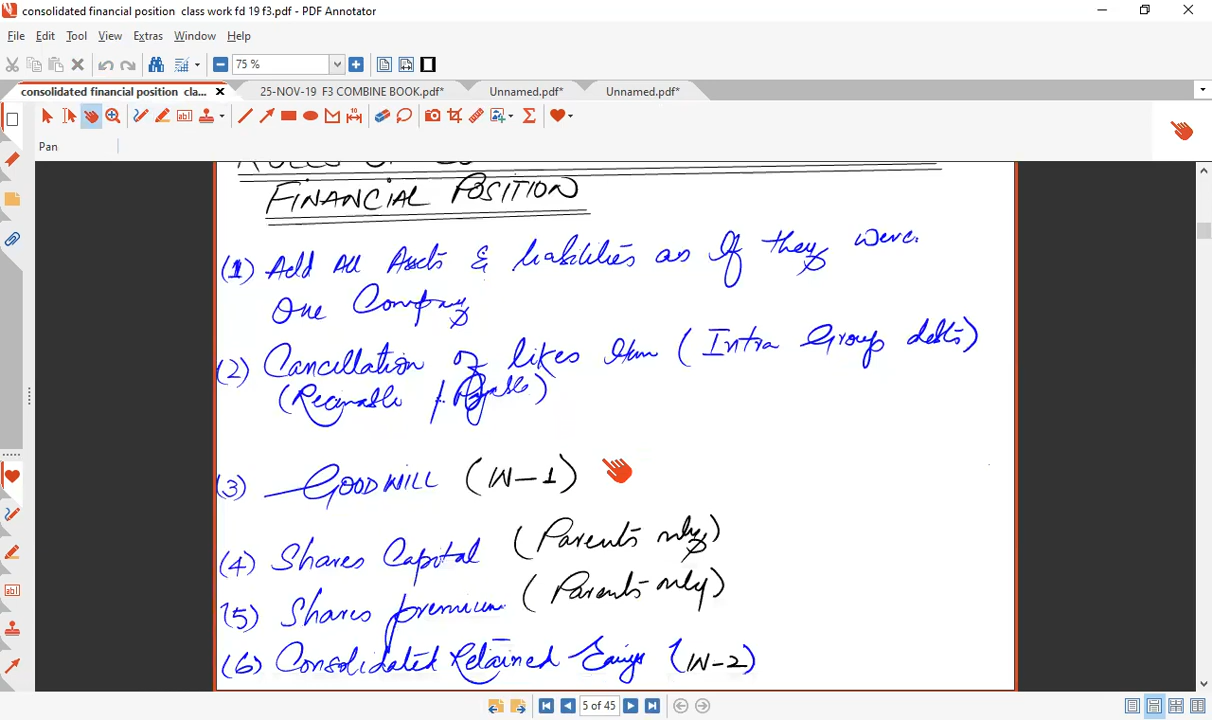 consolidated financial position class work fd 19 f3.pdf - PDF Annotator
File Edit Tool View Extras Window Help
75 %
consolidated financial position cla... 25-NOV-19 F3 COMBINE BOOK.pdf* Unnamed.pdf* Unnamed.pdf*
Pan
RULES OF CO
FINANCIAL POSITION
(1) Add All Assets & liabilities as If they were
One Company
(2) Cancellation of likes Item (Intra Group debts)
(Receivable / Payable)
(3) GOODWILL (W-1)
(4) Shares Capital (Parents only)
(5) Shares premium (Parents only)
(6) Consolidated Retained Earnings (W-2)
5 of 45